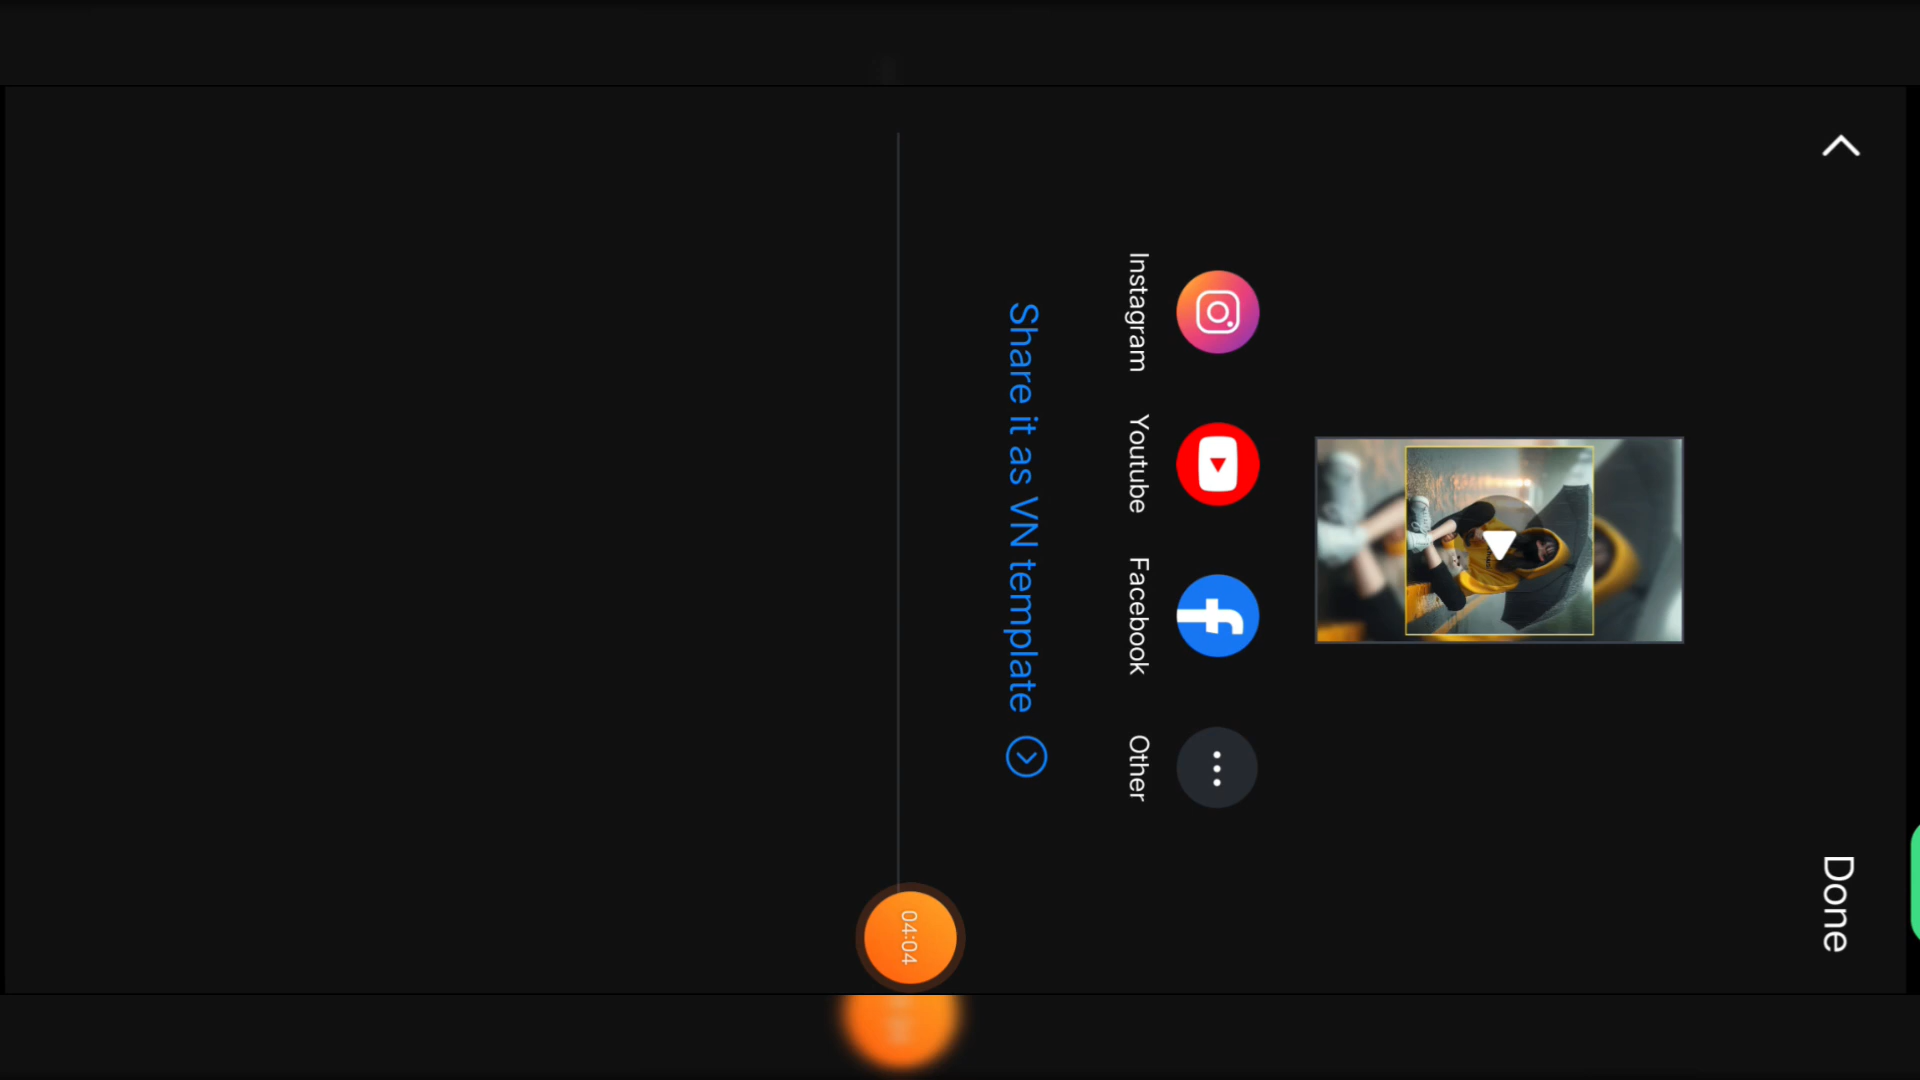 Done
Instagram
Youtube
Facebook
Other
Share it as VN template
04:04